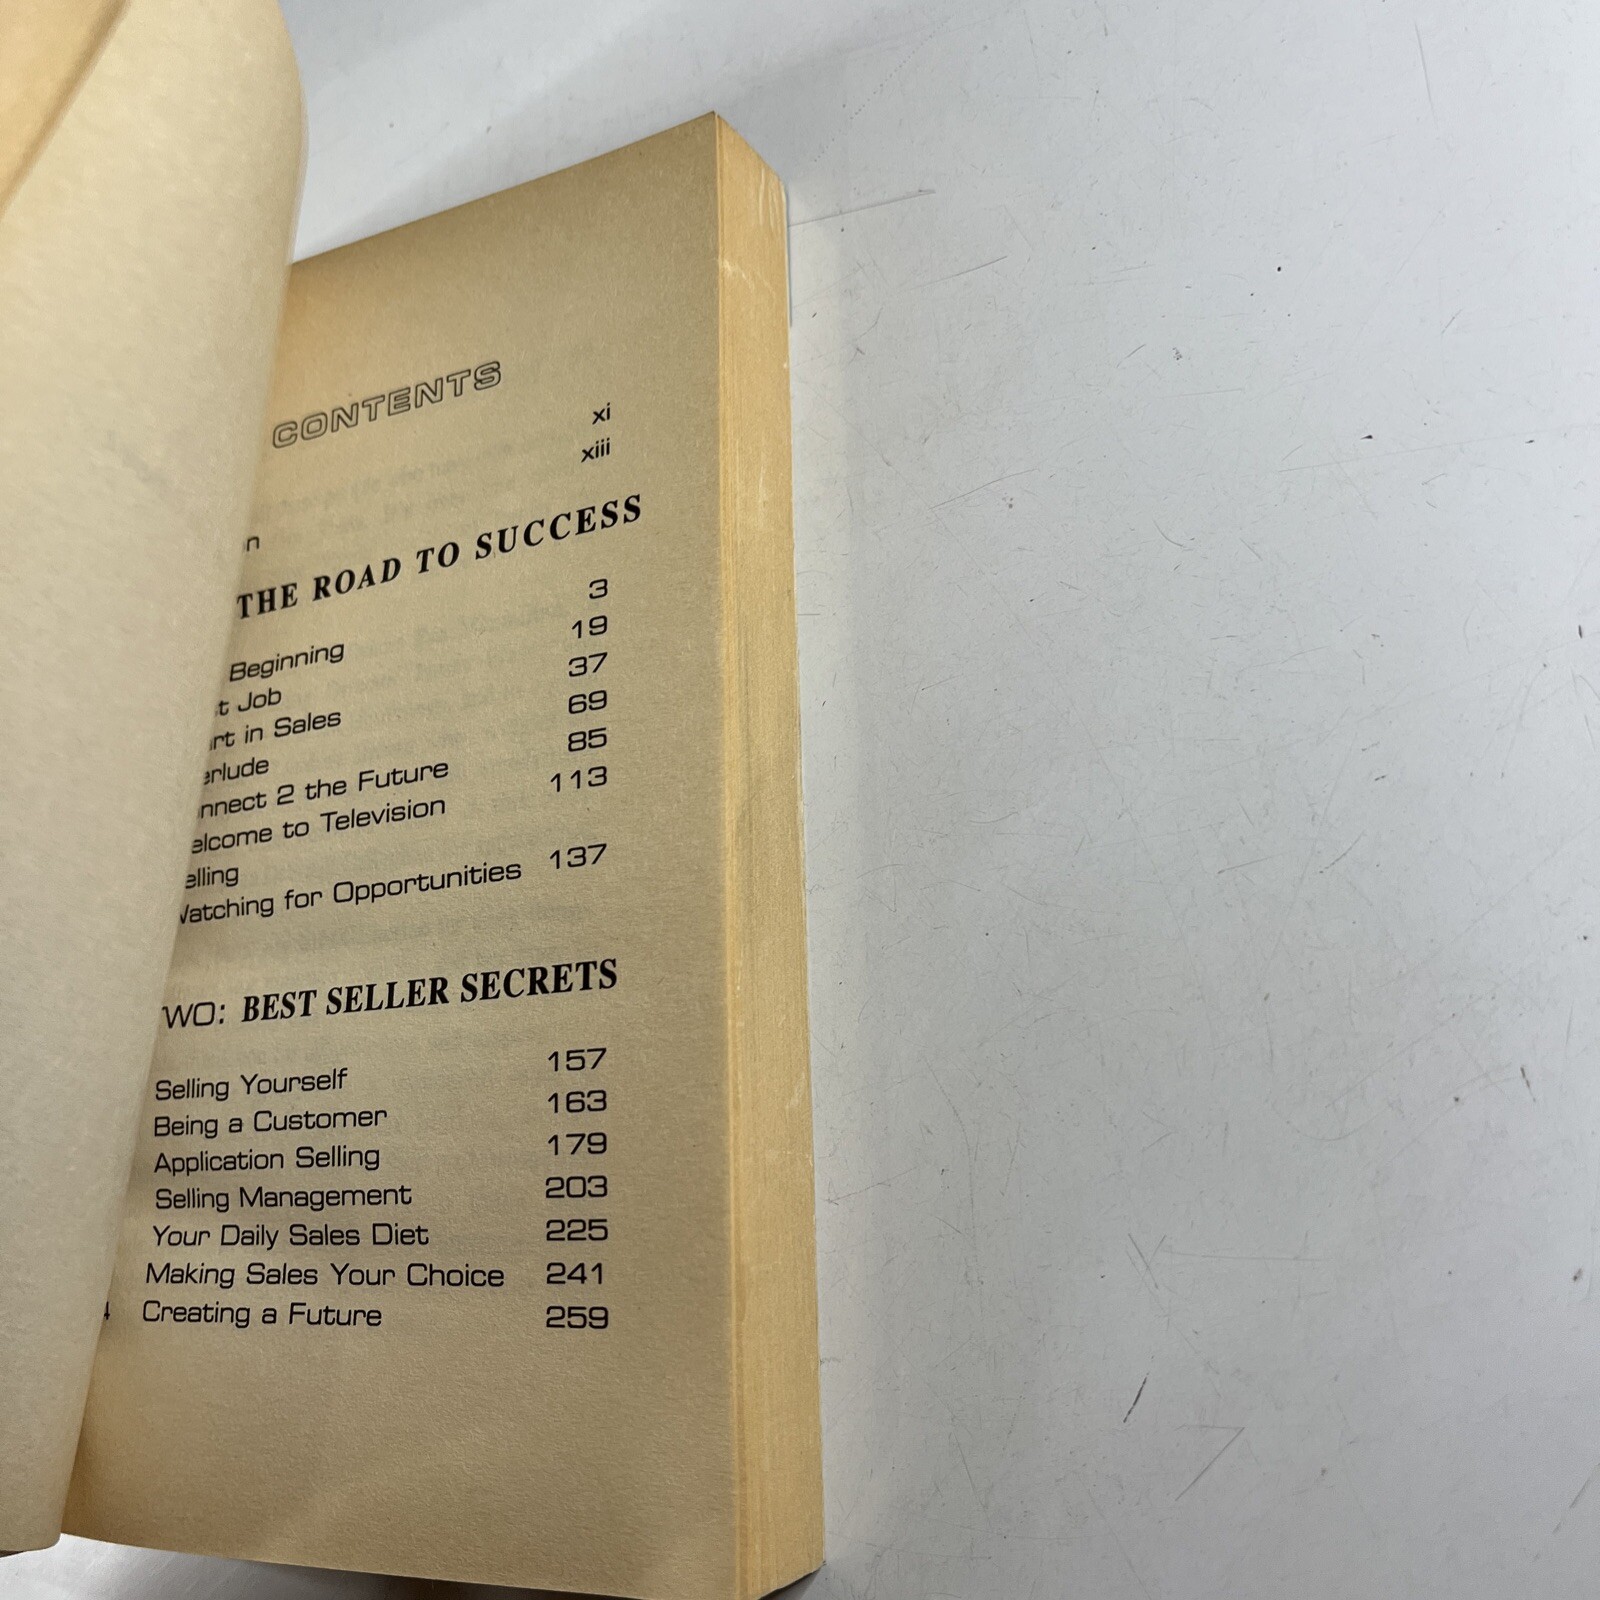 CONTENTS
xi
xiii
THE ROAD TO SUCCESS
Beginning 3
Job 19
in Sales 37
69
2 the Future 85
to Television 113
Watching for Opportunities 137
BEST SELLER SECRETS
Selling Yourself 157
Being a Customer 163
Application Selling 179
Selling Management 203
Your Daily Sales Diet 225
Making Sales Your Choice 241
Creating a Future 259